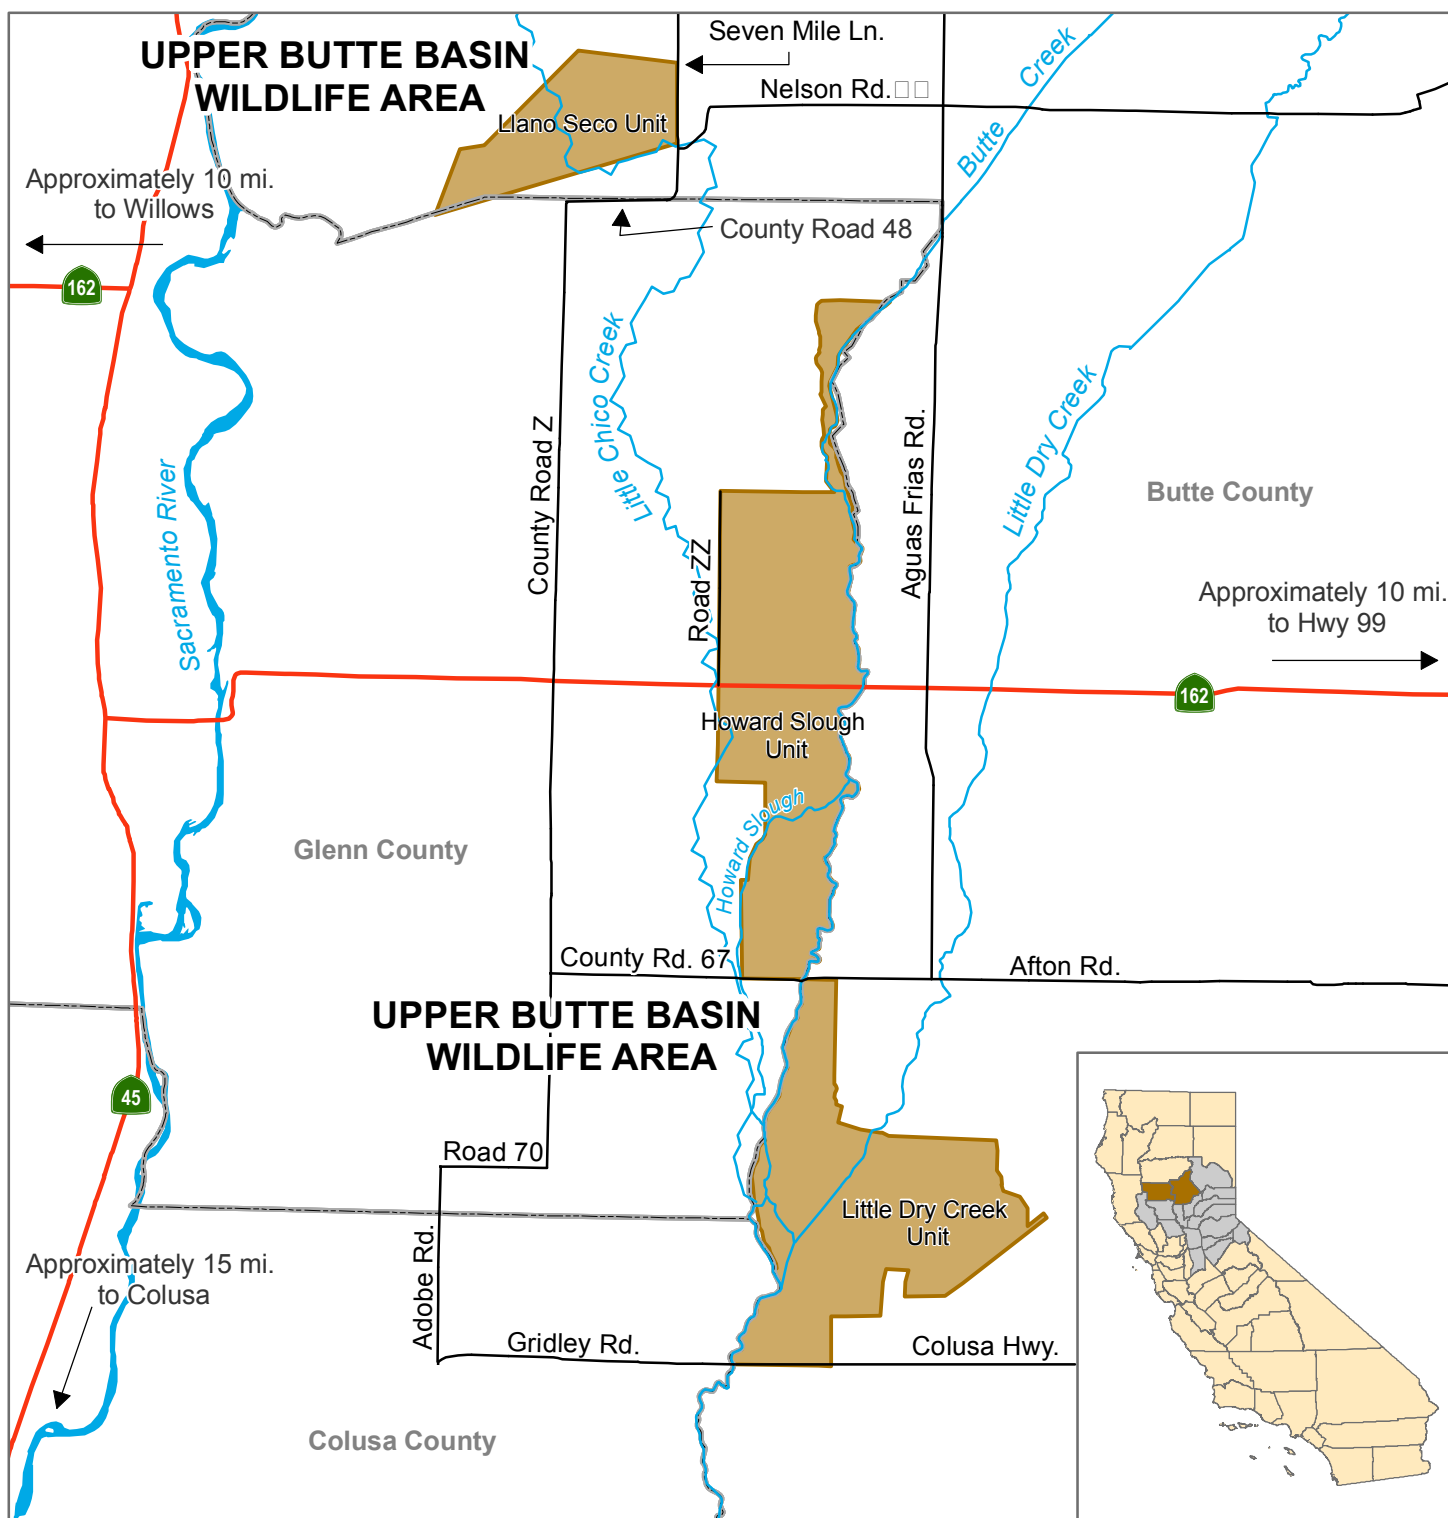 UPPER BUTTE BASIN
WILDLIFE AREA
Seven Mile Ln.
Nelson Rd.
Butte Creek
Llano Seco Unit
Approximately 10 mi.
to Willows
County Road 48
162
Little Chico Creek
County Road Z
Sacramento River
Road ZZ
Aguas Frias Rd.
Little Dry Creek
Butte County
Approximately 10 mi.
to Hwy 99
162
Howard Slough
Unit
Howard Slough
Glenn County
County Rd. 67
Afton Rd.
UPPER BUTTE BASIN
WILDLIFE AREA
45
Road 70
Little Dry Creek
Unit
Adobe Rd.
Approximately 15 mi.
to Colusa
Gridley Rd.
Colusa Hwy.
Colusa County